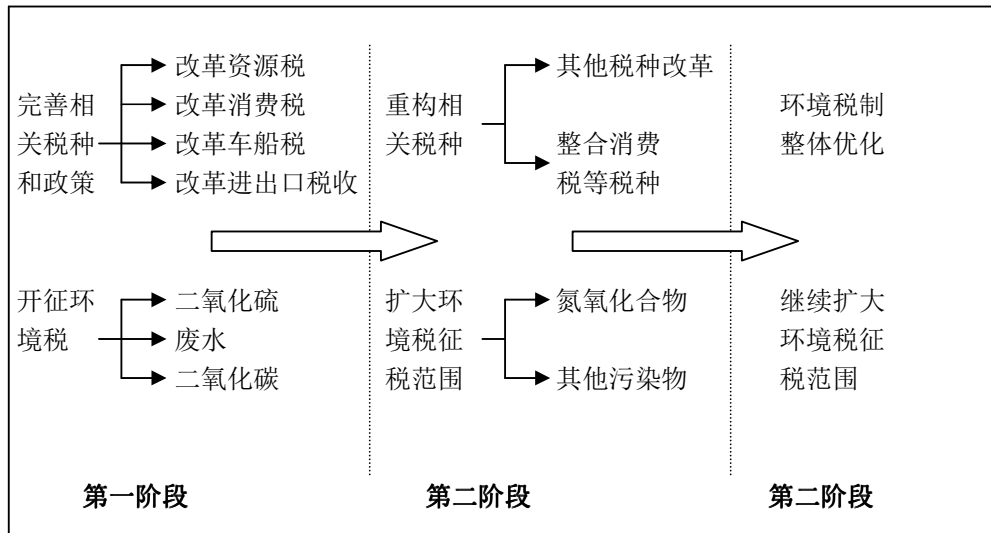 完善相
关税种
和政策
改革资源税
改革消费税
改革车船税
改革进出口税收
重构相
关税种
其他税种改革
整合消费
税等税种
环境税制
整体优化
开征环
境税
二氧化硫
废水
二氧化碳
扩大环
境税征
税范围
氮氧化合物
其他污染物
继续扩大
环境税征
税范围
第一阶段
第二阶段
第二阶段